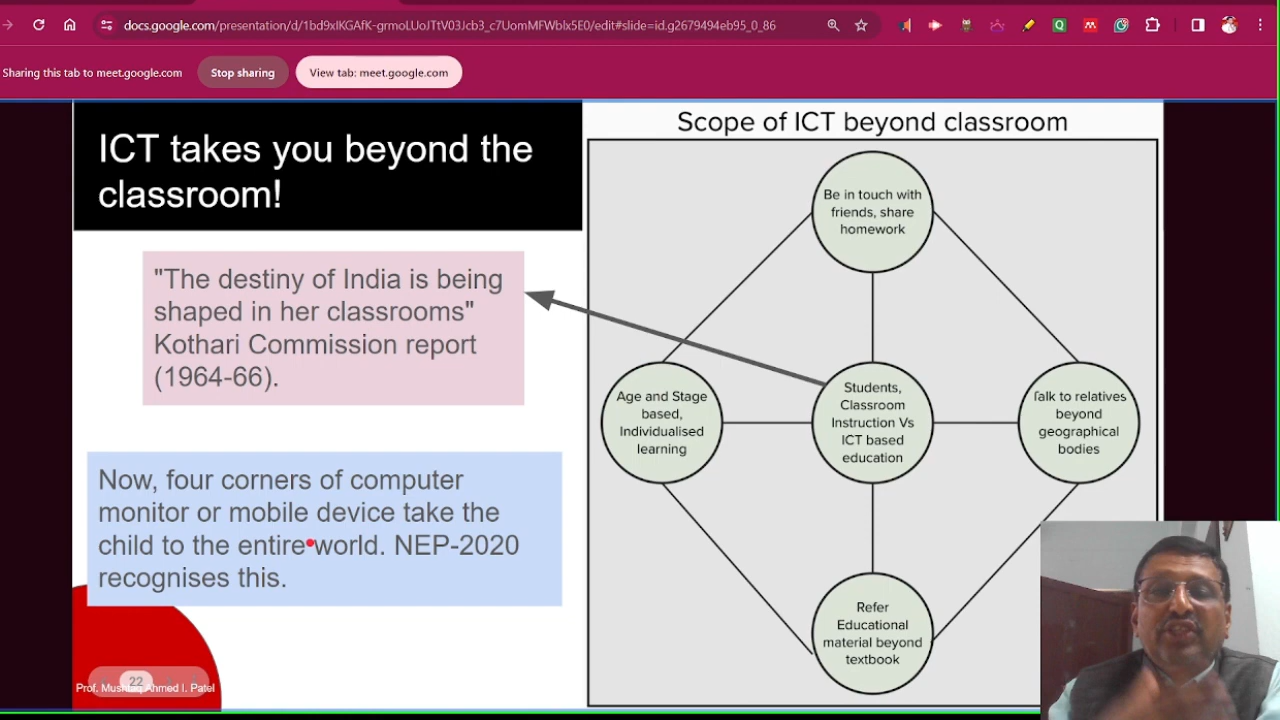 docs.google.com/presentation/d/1bd9xlKGAfK-grmoLUoJTtV03Jcb3_c7UomMFWblx5E0/edit#slide=id.g2679494eb95_0_86
Sharing this tab to meet.google.com
Stop sharing
View tab: meet.google.com
ICT takes you beyond the
classroom!
"The destiny of India is being
shaped in her classrooms"
Kothari Commission report
(1964-66).
Now, four corners of computer
monitor or mobile device take the
child to the entire world. NEP-2020
recognises this.
22
Prof. Mushtaq Ahmed I. Patel
Scope of ICT beyond classroom
Be in touch with
friends, share
homework
Age and Stage
based,
Individualised
learning
Students,
Classroom
Instruction Vs
ICT based
education
Talk to relatives
beyond
geographical
bodies
Refer
Educational
material beyond
textbook